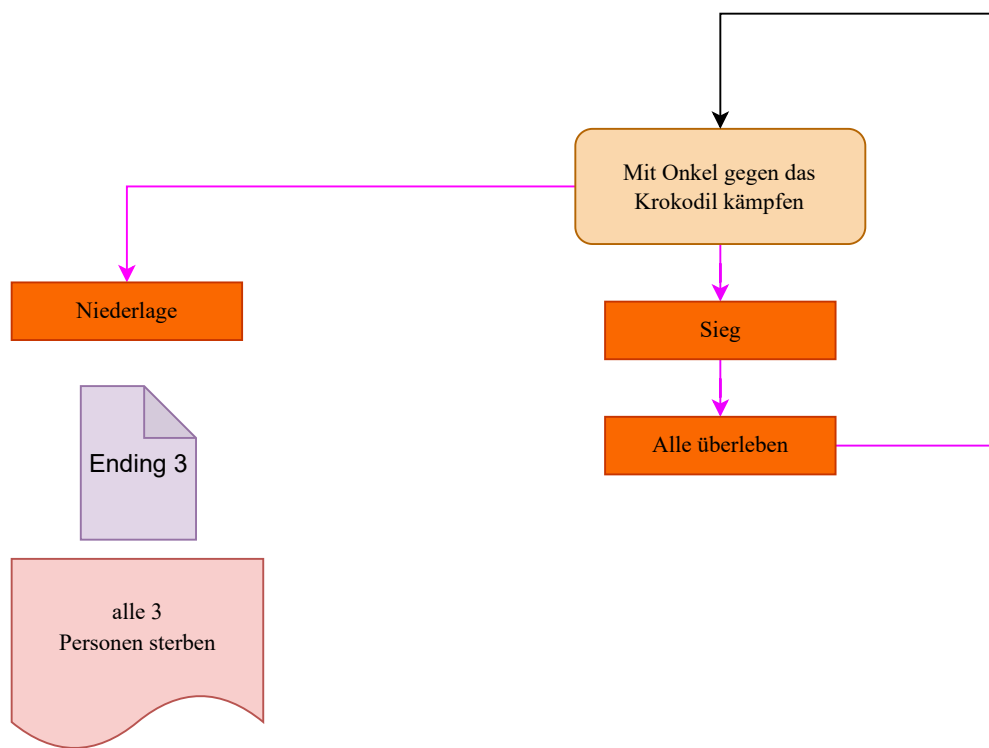 Mit Onkel gegen das
Krokodil kämpfen
Niederlage
Sieg
Alle überleben
Ending 3
alle 3
Personen sterben